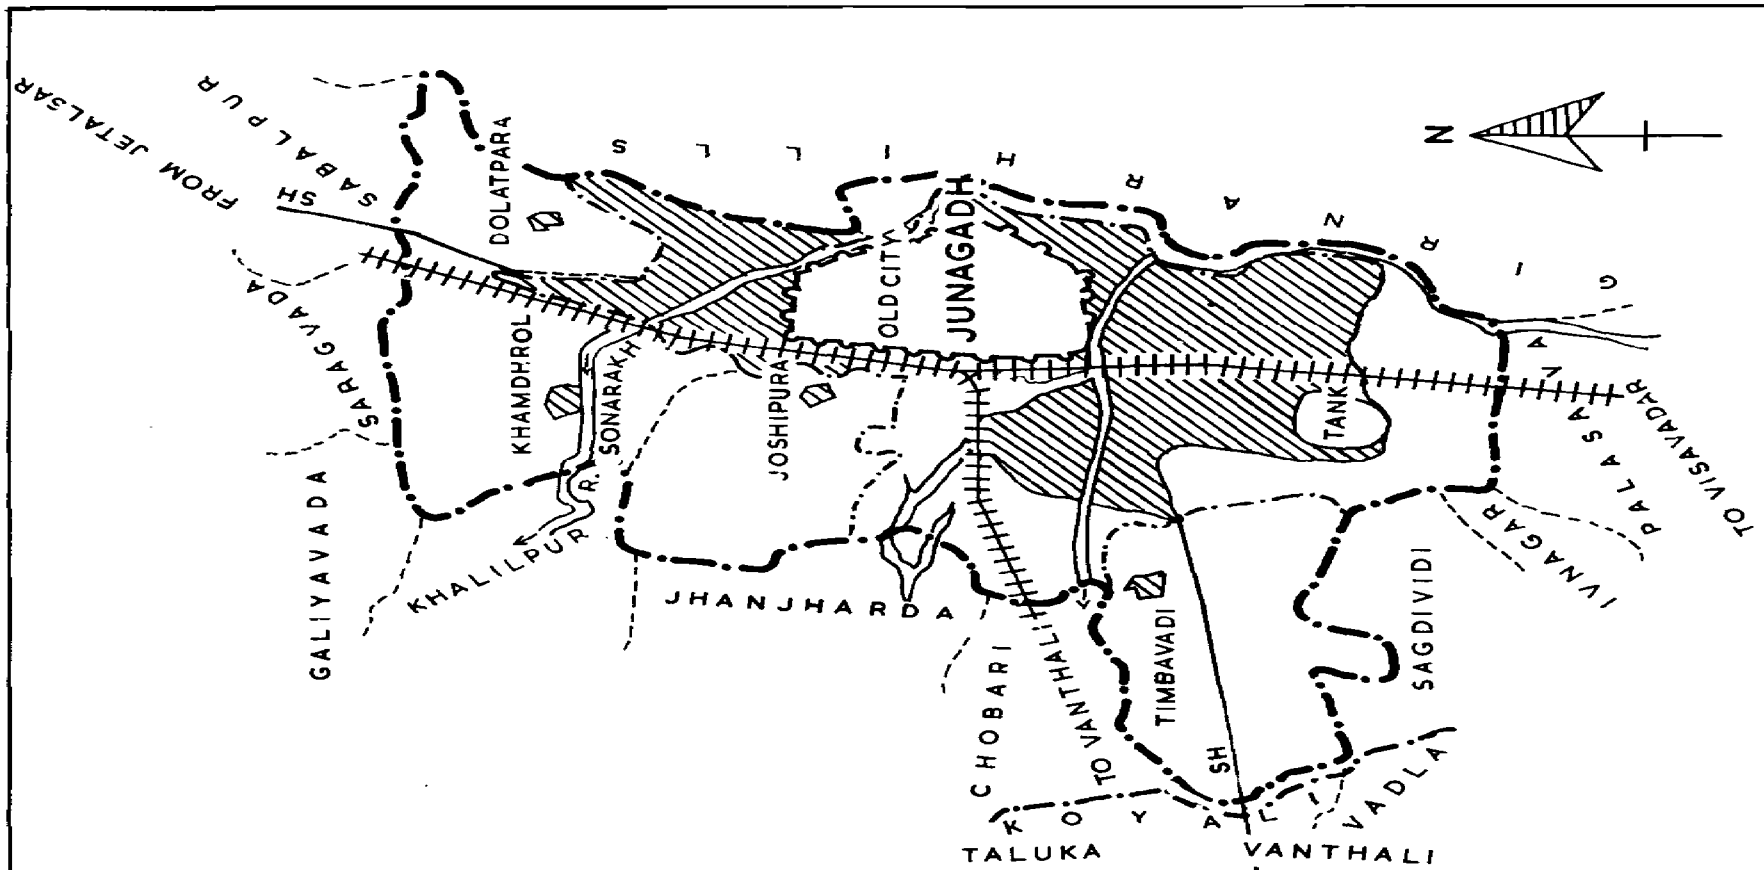 FROM JETALSAR
SABALPUR
SH
DOLATPARA
GIRNAR HILLS
N
SARAGVADA
KHAMDHROL
R. SONARAKH
JOSHIPURA
OLD CITY
JUNAGADH
TANK
GALIYAVADA
KHALILPUR
JHANJHARDA
CHOBARI
TO VANTHALI
TIMBAVADI
SH
SAGDIVIDI
IVNAGAR
PALASAVA
TO VISAVADAR
KOYALI
VADLA
TALUKA VANTHALI